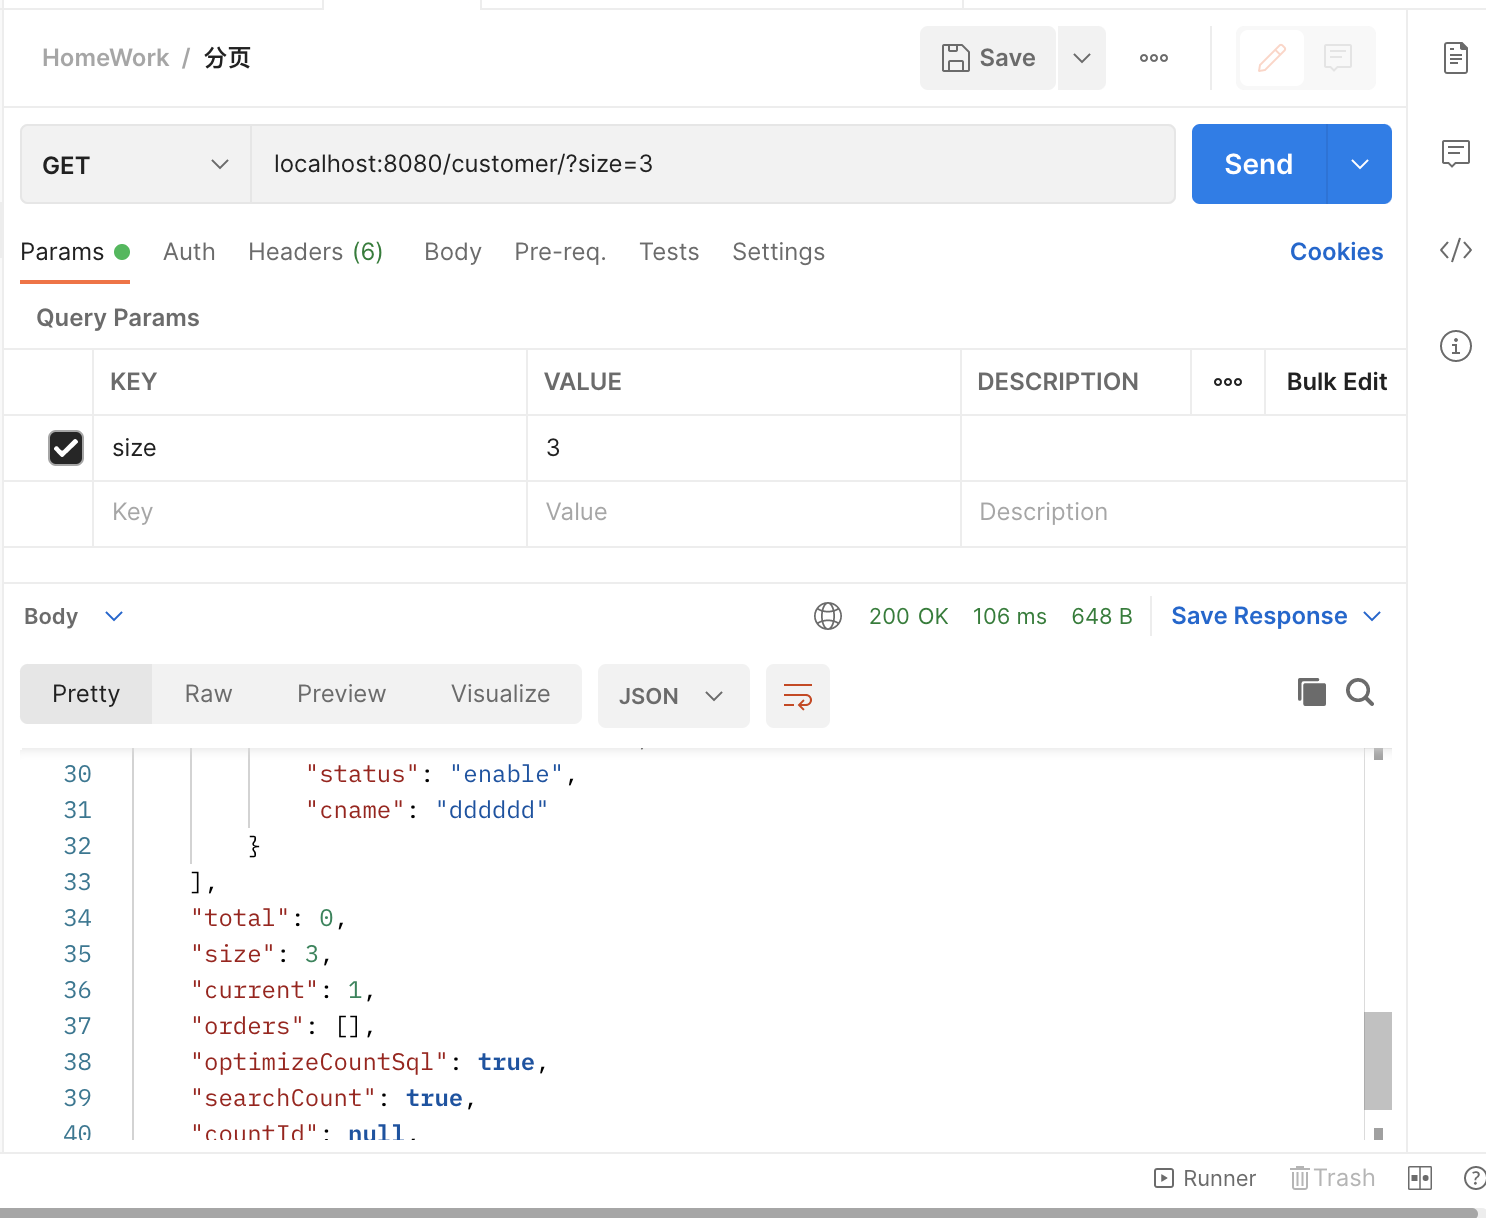 HomeWork / 分页
Save
GET
localhost:8080/customer/?size=3
Send
Params Auth Headers (6) Body Pre-req. Tests Settings Cookies
Query Params
KEY VALUE DESCRIPTION Bulk Edit
size 3
Key Value Description
Body 200 OK 106 ms 648 B Save Response
Pretty Raw Preview Visualize JSON
30 "status": "enable",
31 "cname": "dddddd"
32 }
33 ],
34 "total": 0,
35 "size": 3,
36 "current": 1,
37 "orders": [],
38 "optimizeCountSql": true,
39 "searchCount": true,
40 "countId": null,
Runner Trash